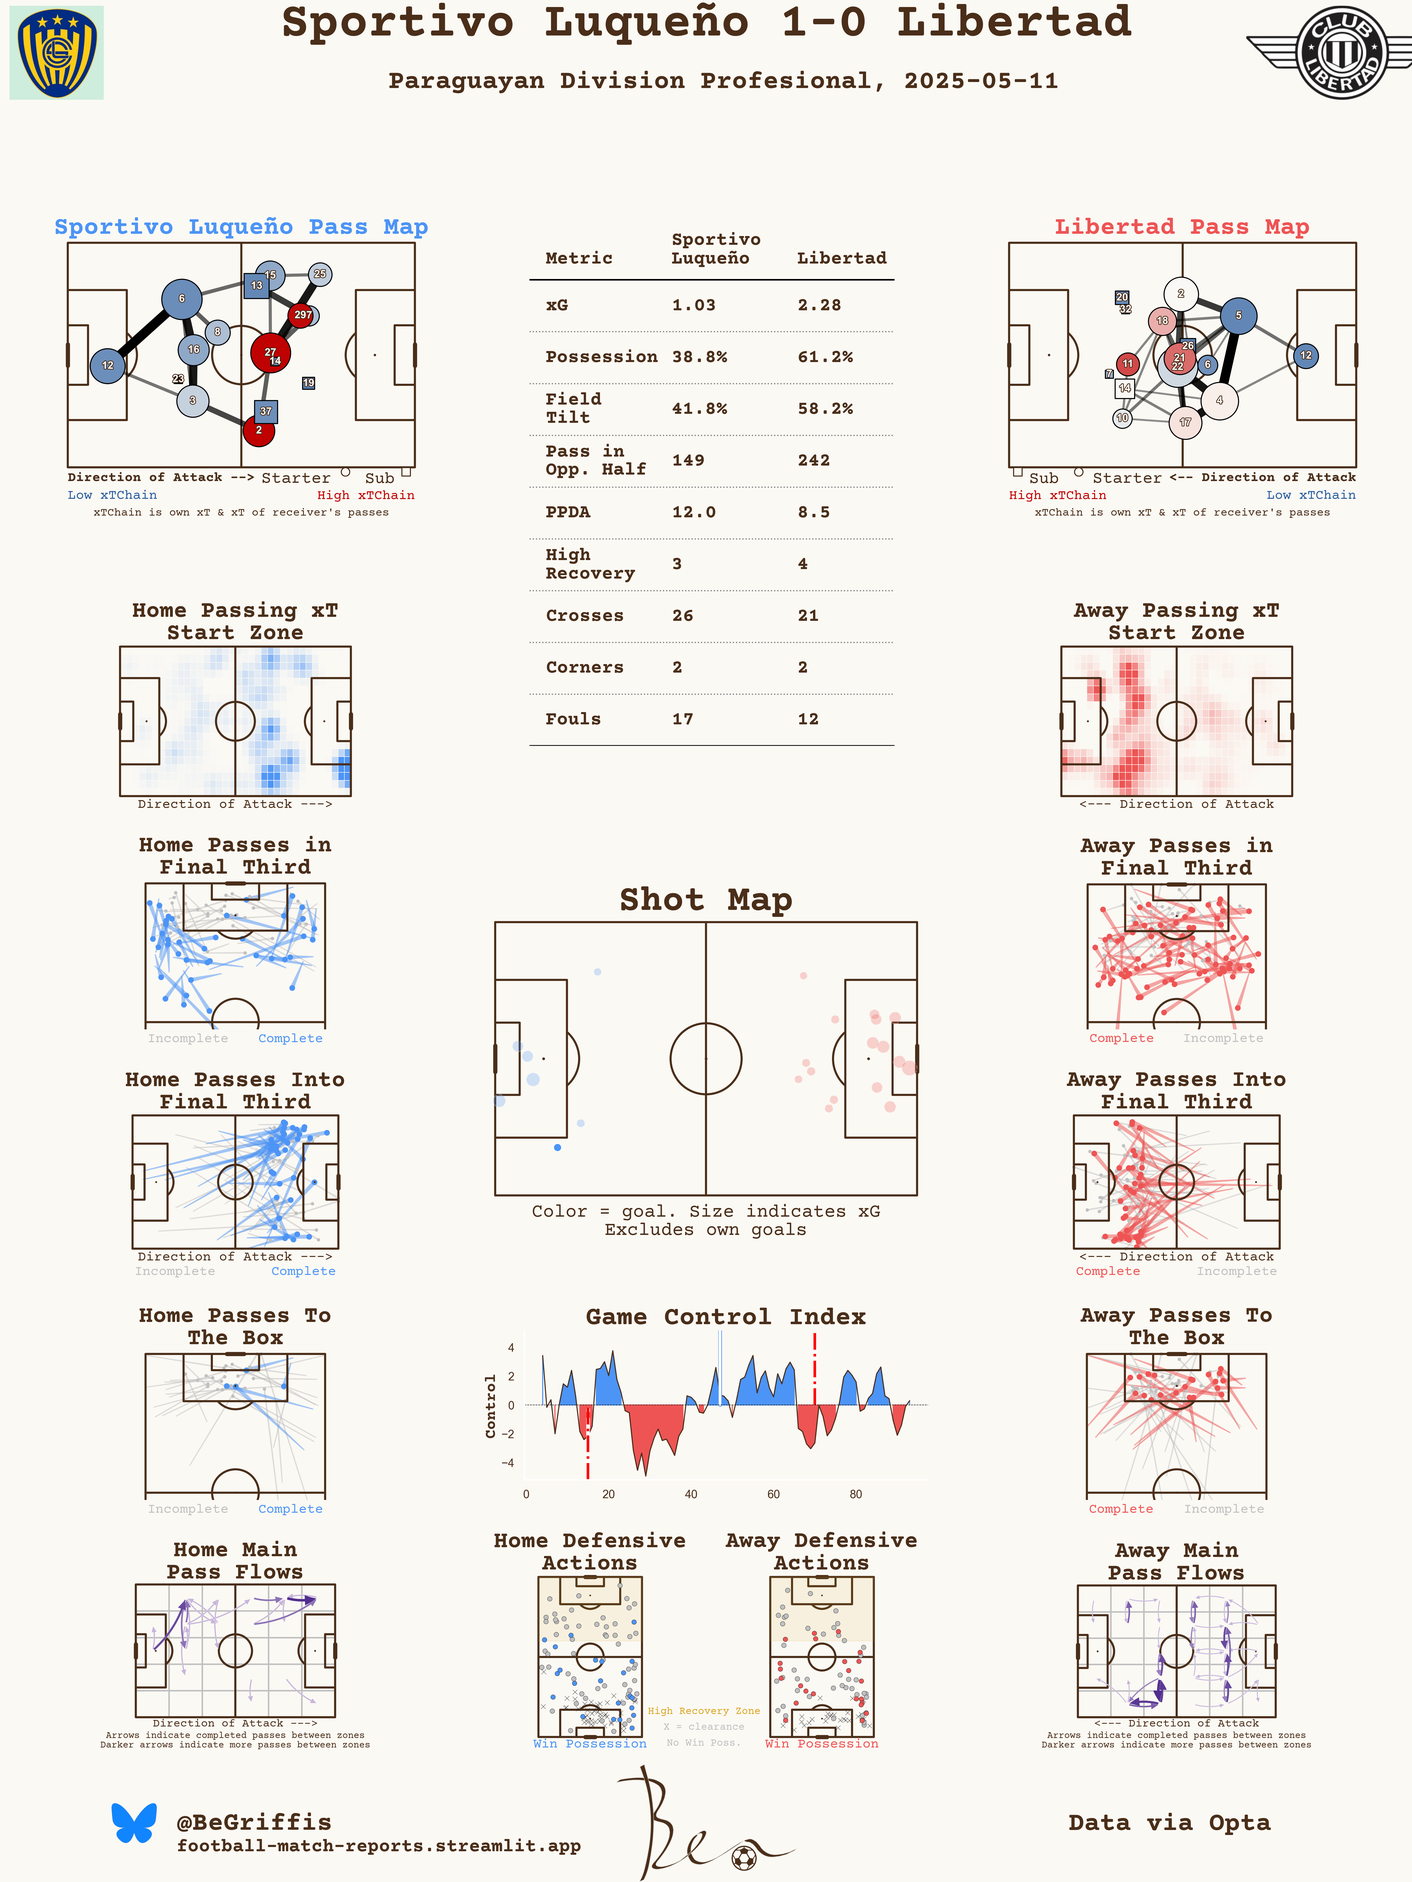 Sportivo Luqueño 1-0 Libertad
Paraguayan Division Profesional, 2025-05-11
CLUB
LIBERTAD
Sportivo Luqueño Pass Map
6
15
13
25
297
8
16
27
14
12
23
3
19
37
2
Direction of Attack --> Starter Sub
Low xTChain High xTChain
xTChain is own xT & xT of receiver's passes
Metric Sportivo Luqueño Libertad
xG 1.03 2.28
Possession 38.8% 61.2%
Field Tilt 41.8% 58.2%
Pass in Opp. Half 149 242
PPDA 12.0 8.5
High Recovery 3 4
Crosses 26 21
Corners 2 2
Fouls 17 12
Libertad Pass Map
20
32
2
18
5
26
21
22
11
6
12
7
14
4
10
17
Sub Starter <-- Direction of Attack
High xTChain Low xTChain
xTChain is own xT & xT of receiver's passes
Home Passing xT
Start Zone
Direction of Attack --->
Away Passing xT
Start Zone
<--- Direction of Attack
Home Passes in
Final Third
Incomplete Complete
Away Passes in
Final Third
Complete Incomplete
Shot Map
Color = goal. Size indicates xG
Excludes own goals
Home Passes Into
Final Third
Direction of Attack --->
Incomplete Complete
Away Passes Into
Final Third
<--- Direction of Attack
Complete Incomplete
Home Passes To
The Box
Incomplete Complete
Game Control Index
Control
4
2
0
−2
−4
0 20 40 60 80
Away Passes To
The Box
Complete Incomplete
Home Main
Pass Flows
Direction of Attack --->
Arrows indicate completed passes between zones
Darker arrows indicate more passes between zones
Home Defensive
Actions
Win Possession
High Recovery Zone
X = clearance
No Win Poss.
Away Defensive
Actions
Win Possession
Away Main
Pass Flows
<--- Direction of Attack
Arrows indicate completed passes between zones
Darker arrows indicate more passes between zones
@BeGriffis
football-match-reports.streamlit.app
Ben
Data via Opta